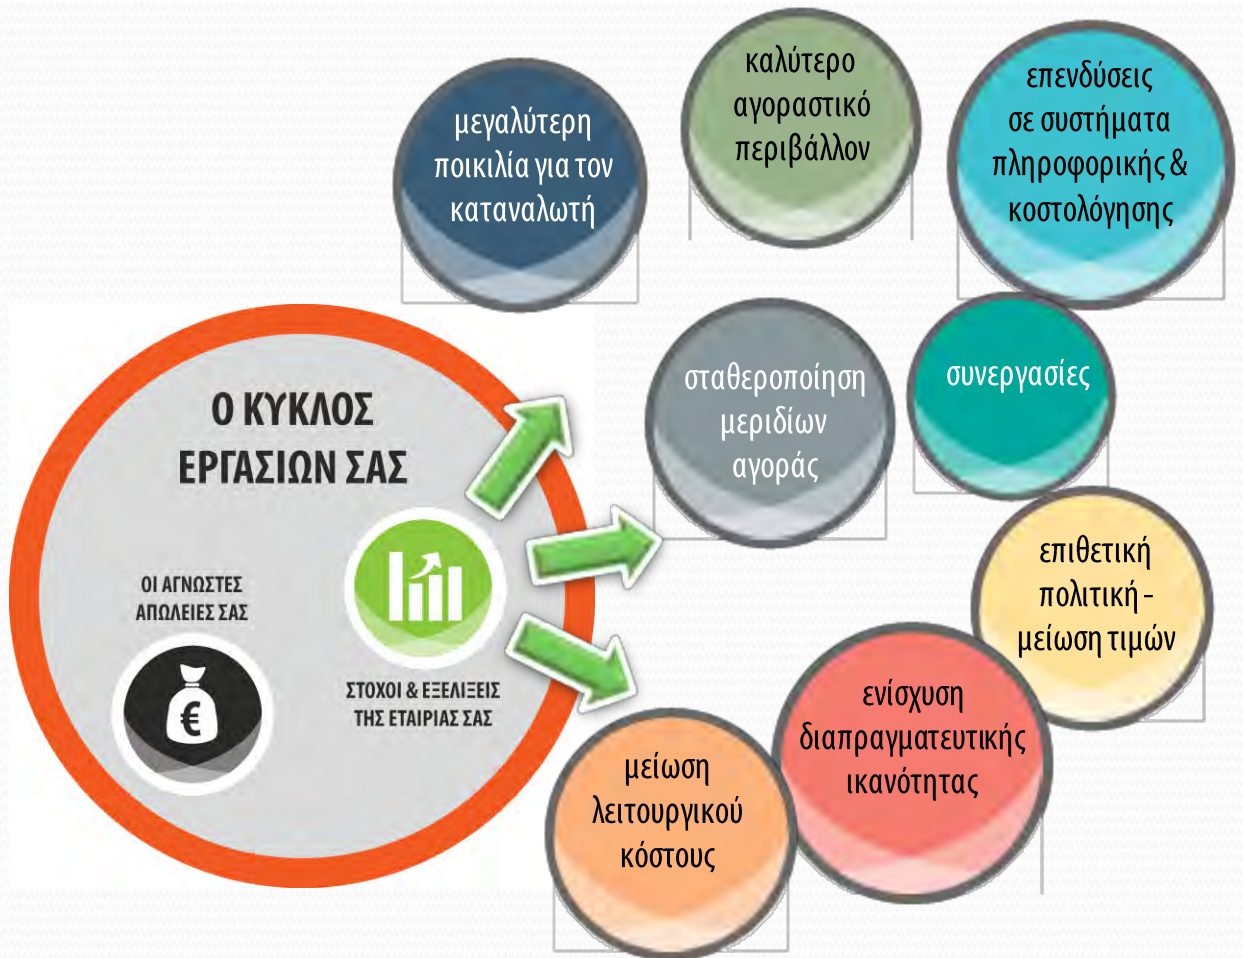 μεγαλύτερη
ποικιλία για τον
καταναλωτή
καλύτερο
αγοραστικό
περιβάλλον
επενδύσεις
σε συστήματα
πληροφορικής &
κοστολόγησης
Ο ΚΥΚΛΟΣ
ΕΡΓΑΣΙΩΝ ΣΑΣ
ΟΙ ΑΓΝΩΣΤΕΣ
ΑΠΩΛΕΙΕΣ ΣΑΣ
€
ΣΤΟΧΟΙ & ΕΞΕΛΙΞΕΙΣ
ΤΗΣ ΕΤΑΙΡΙΑΣ ΣΑΣ
σταθεροποίηση
μεριδίων
αγοράς
συνεργασίες
επιθετική
πολιτική -
μείωση τιμών
ενίσχυση
διαπραγματευτικής
ικανότητας
μείωση
λειτουργικού
κόστους